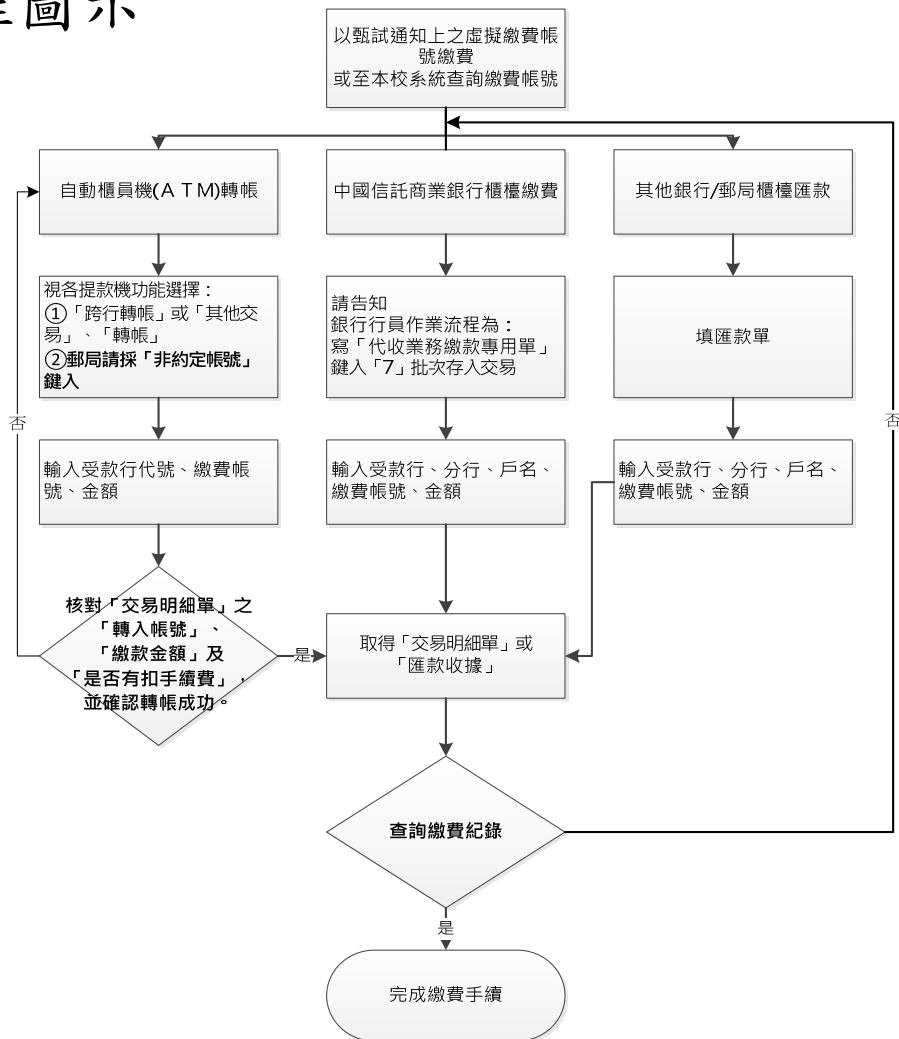 圖示
以甄試通知上之虛擬繳費帳
號繳費
或至本校系統查詢繳費帳號
自動櫃員機(ＡＴＭ)轉帳
中國信託商業銀行櫃檯繳費
其他銀行/郵局櫃檯匯款
視各提款機功能選擇：
①「跨行轉帳」或「其他交
易」、「轉帳」
②郵局請採「非約定帳號」
鍵入
請告知
銀行行員作業流程為：
寫「代收業務繳款專用單」
鍵入「7」批次存入交易
填匯款單
否
否
輸入受款行代號、繳費帳
號、金額
輸入受款行、分行、戶名、
繳費帳號、金額
輸入受款行、分行、戶名、
繳費帳號、金額
核對「交易明細單」之
「轉入帳號」、
「繳款金額」及
「是否有扣手續費」，
並確認轉帳成功。
是
取得「交易明細單」或
「匯款收據」
查詢繳費紀錄
是
完成繳費手續